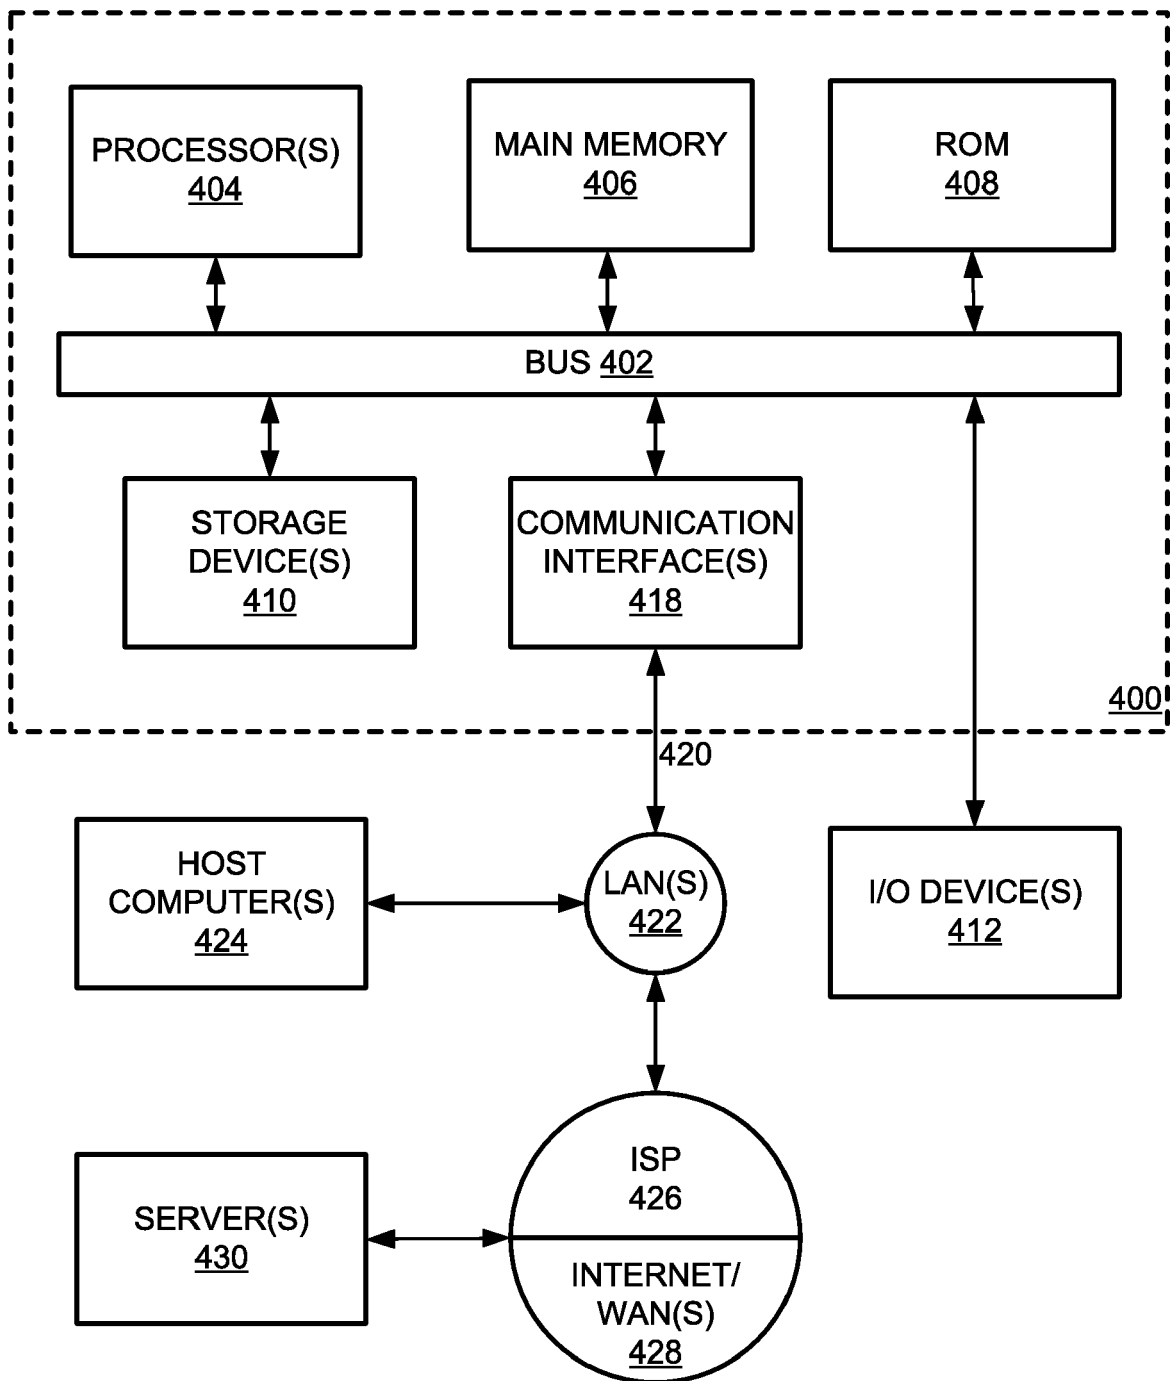 PROCESSOR(S)
404
MAIN MEMORY
406
ROM
408
BUS 402
STORAGE
DEVICE(S)
410
COMMUNICATION
INTERFACE(S)
418
400
420
HOST
COMPUTER(S)
424
LAN(S)
422
I/O DEVICE(S)
412
ISP
426
SERVER(S)
430
INTERNET/
WAN(S)
428